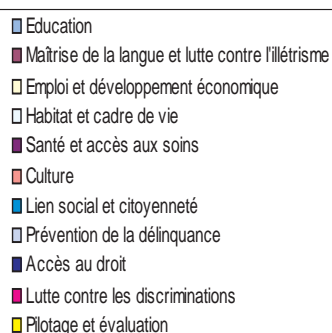 Education
Maîtrise de la langue et lutte contre l'illétrisme
Emploi et développement économique
Habitat et cadre de vie
Santé et accès aux soins
Culture
Lien social et citoyenneté
Prévention de la délinquance
Accès au droit
Lutte contre les discriminations
Pilotage et évaluation